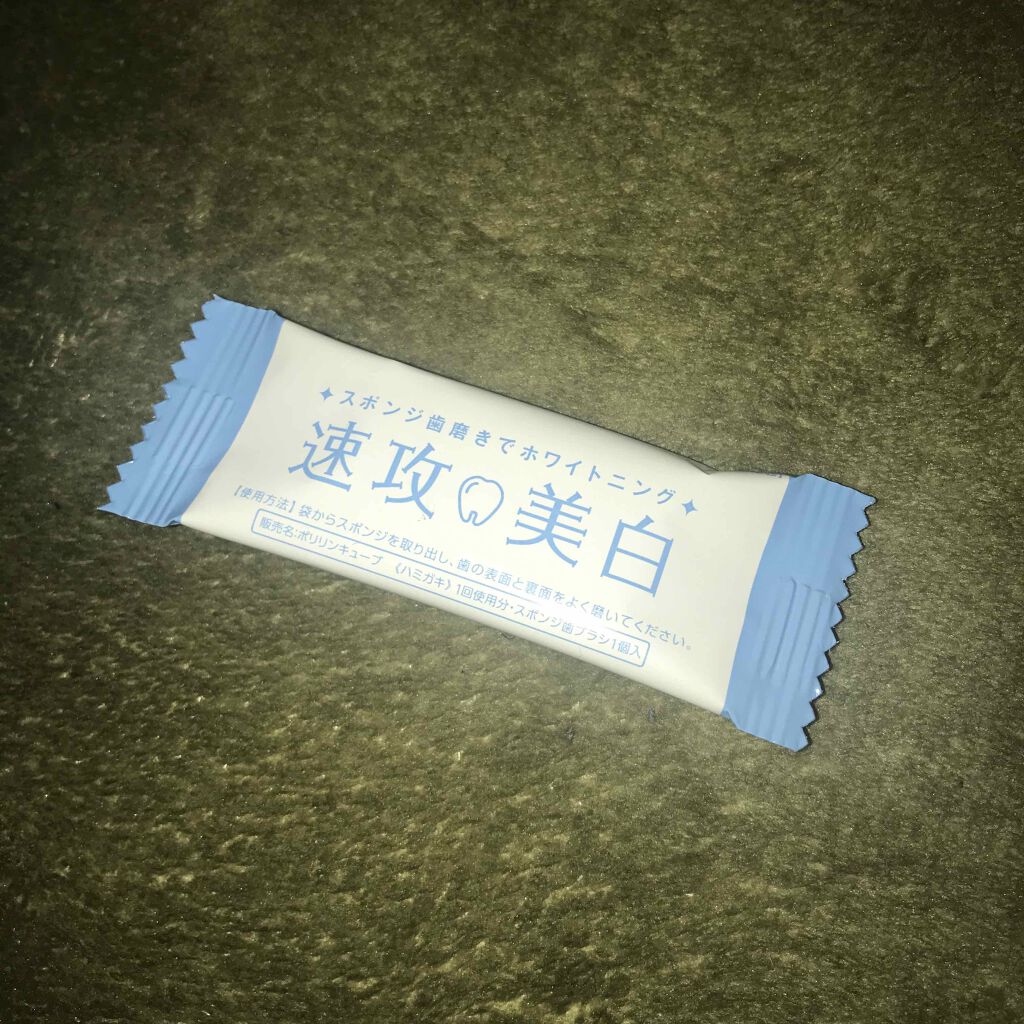 スポンジ歯磨きでホワイトニング
速攻美白
【使用方法】袋からスポンジを取り出し、歯の表面と裏面をよく磨いてください。
販売名:ポリリンキューブ 《ハミガキ》1回使用分・スポンジ歯ブラシ1個入